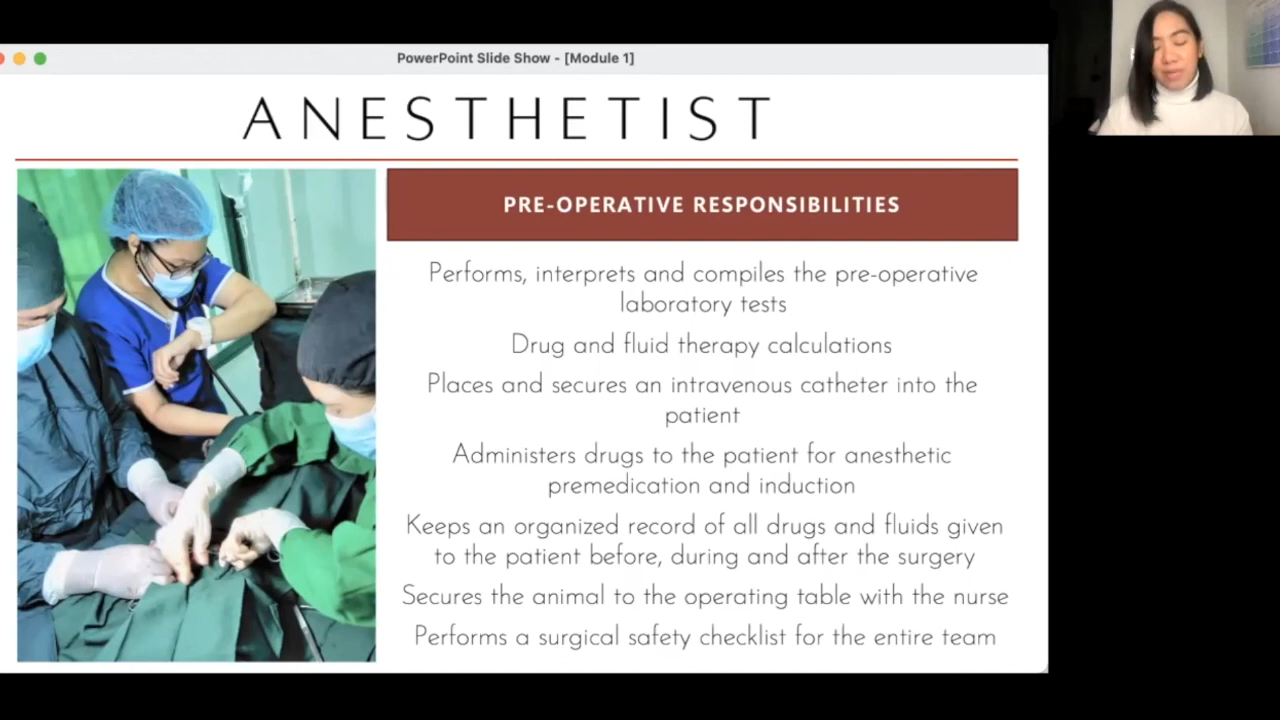 PowerPoint Slide Show - [Module 1]
ANESTHETIST
PRE-OPERATIVE RESPONSIBILITIES
Performs, interprets and compiles the pre-operative
laboratory tests
Drug and fluid therapy calculations
Places and secures an intravenous catheter into the
patient
Administers drugs to the patient for anesthetic
premedication and induction
Keeps an organized record of all drugs and fluids given
to the patient before, during and after the surgery
Secures the animal to the operating table with the nurse
Performs a surgical safety checklist for the entire team